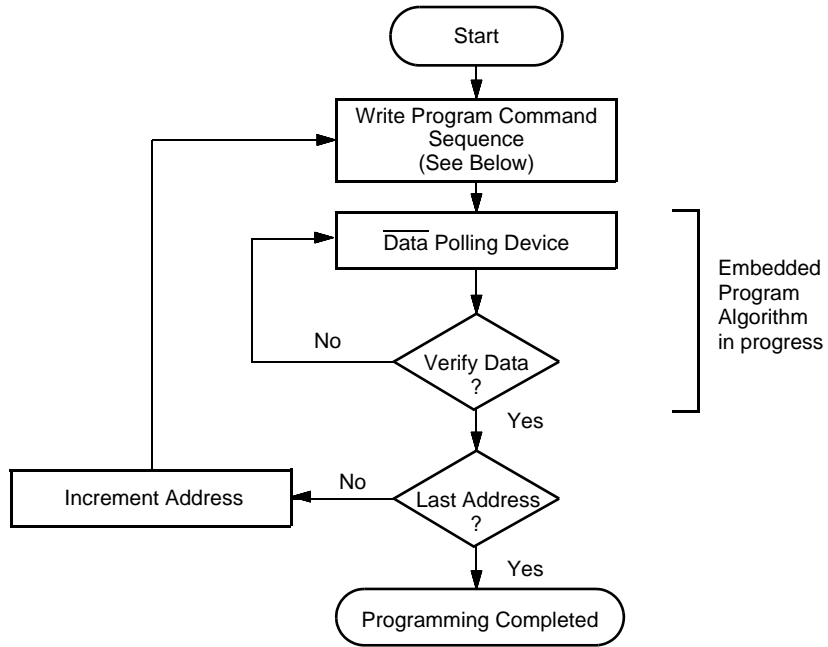 Start
Write Program Command
Sequence
(See Below)
Data Polling Device
Embedded
Program
Algorithm
in progress
No
Verify Data
?
Yes
Increment Address
No
Last Address
?
Yes
Programming Completed